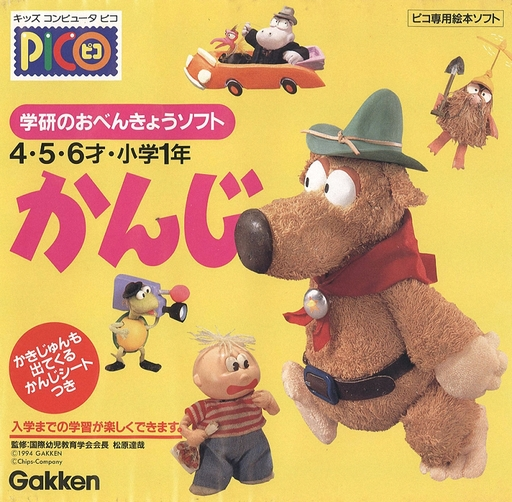 キッズ コンピュータ ピコ
PiCO ピコ
ピコ専用絵本ソフト
学研のおべんきょうソフト
4・5・6才・小学1年
かんじ
かきじゅんも
出てくる
かんじシート
つき
入学までの学習が楽しくできます。
監修:国際幼児教育学会会長 松原達哉
©1994 GAKKEN
©Chips-Company
Gakken